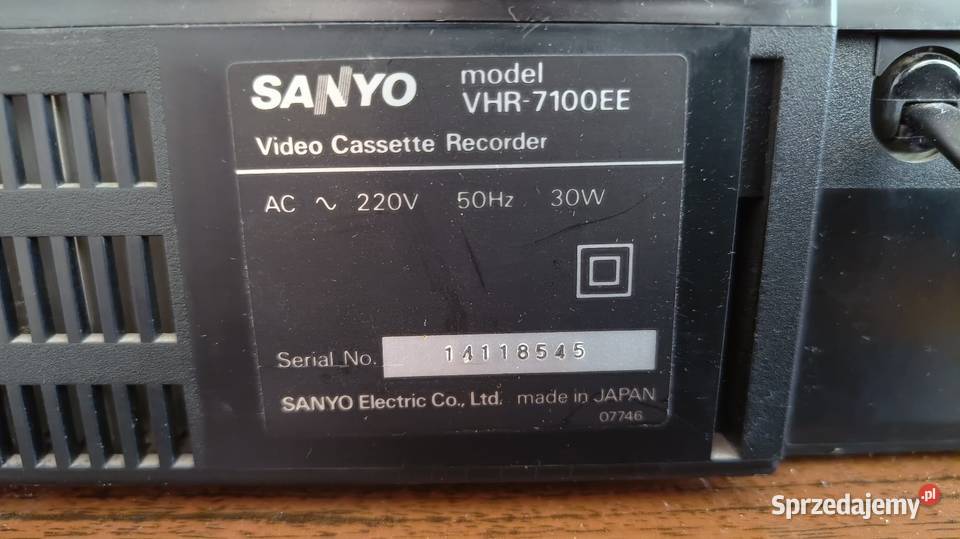 SANYO
model
VHR-7100EE
Video Cassette Recorder
AC ∿ 220V 50Hz 30W
Serial No. 14118545
SANYO Electric Co., Ltd. made in JAPAN
07746
Sprzedajemy.pl